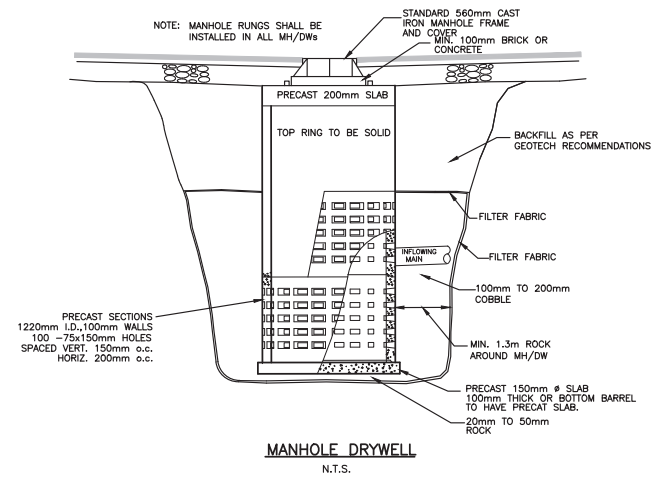 NOTE: MANHOLE RUNGS SHALL BE
INSTALLED IN ALL MH/DWs
STANDARD 560mm CAST
IRON MANHOLE FRAME
AND COVER
MIN. 100mm BRICK OR
CONCRETE
PRECAST 200mm SLAB
TOP RING TO BE SOLID
BACKFILL AS PER
GEOTECH RECOMMENDATIONS
FILTER FABRIC
INFLOWING
MAIN
FILTER FABRIC
100mm TO 200mm
COBBLE
PRECAST SECTIONS
1220mm I.D.,100mm WALLS
100 -75x150mm HOLES
SPACED VERT. 150mm o.c.
HORIZ. 200mm o.c.
MIN. 1.3m ROCK
AROUND MH/DW
PRECAST 150mm ø SLAB
100mm THICK OR BOTTOM BARREL
TO HAVE PRECAT SLAB.
20mm TO 50mm
ROCK
MANHOLE DRYWELL
N.T.S.